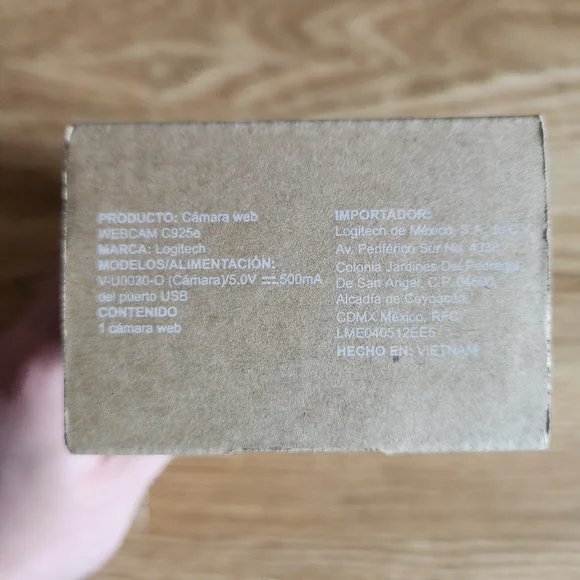 PRODUCTO: Cámara web
WEBCAM C925e
MARCA: Logitech
MODELOS/ALIMENTACIÓN:
V-U0030-O (Cámara)/5.0V 500mA
del puerto USB
CONTENIDO
1 cámara web
IMPORTADOR:
Logitech de México, S.A.
Av. Periférico Sur No.
Colonia Jardines Del Pedregal
De San Angel, C.P.
Alcadía de Coyoacán,
CDMX México, RFC
LME040512EE5
HECHO EN: VIETNAM